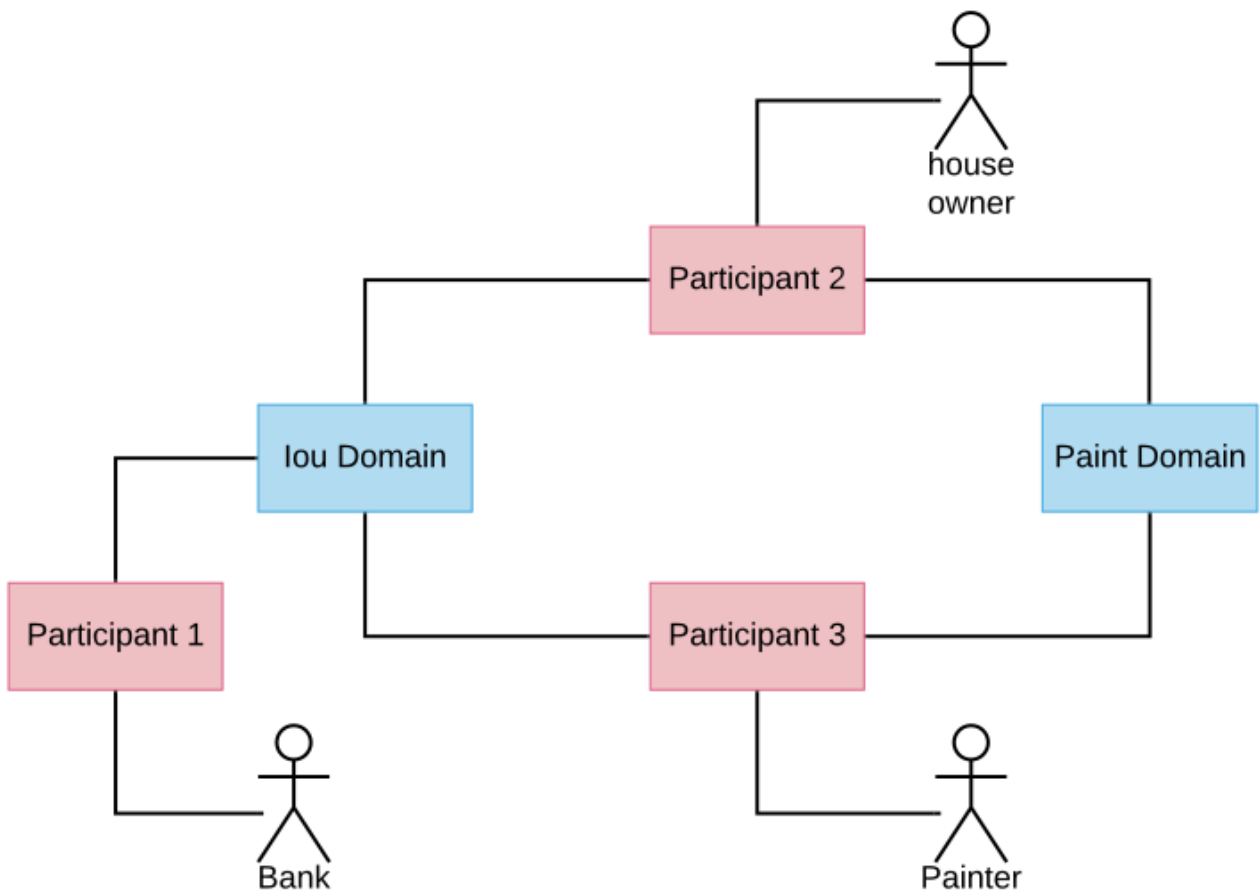 house
owner
Participant 2
Iou Domain
Paint Domain
Participant 1
Participant 3
Bank
Painter